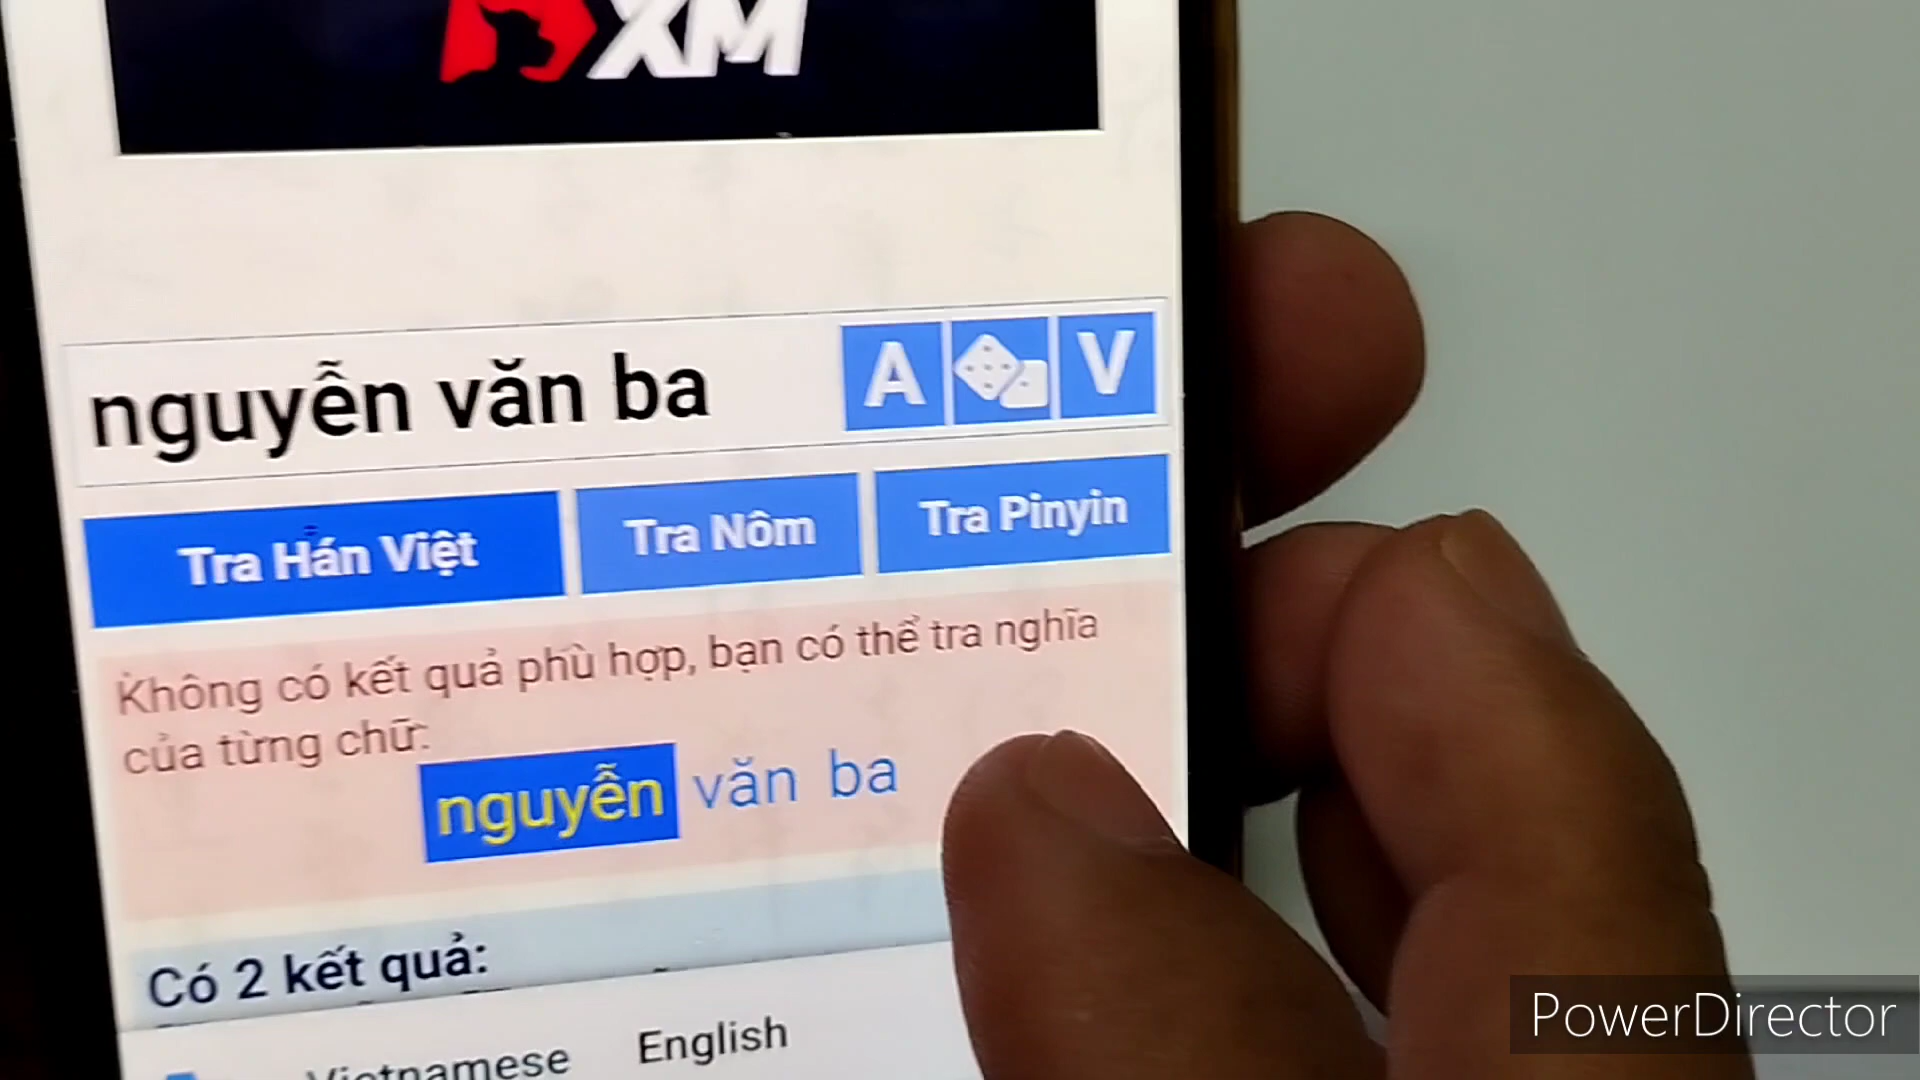 XM
nguyễn văn ba
A V
Tra Hán Việt Tra Nôm Tra Pinyin
Không có kết quả phù hợp, bạn có thể tra nghĩa
của từng chữ:
nguyễn văn ba
Có 2 kết quả:
Vietnamese English
PowerDirector